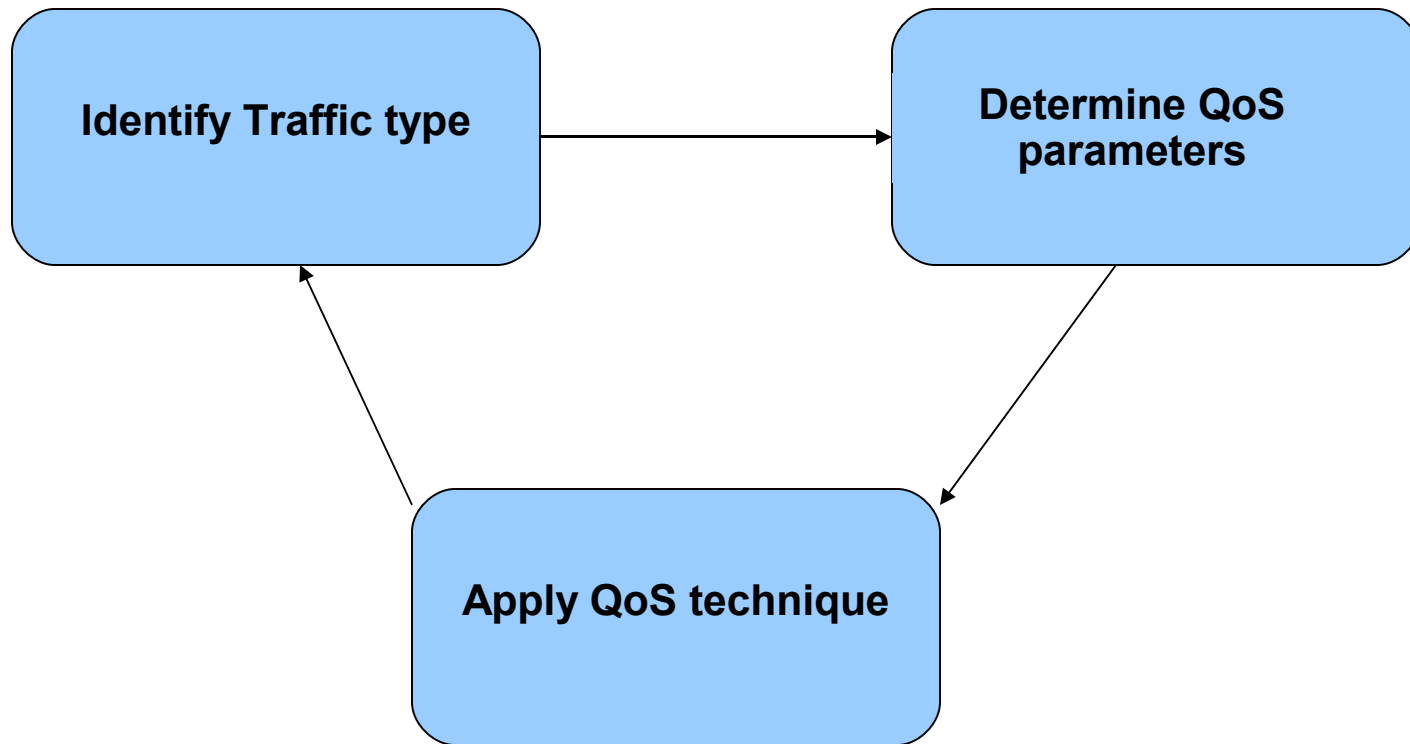 Identify Traffic type
Determine QoS
parameters
Apply QoS technique